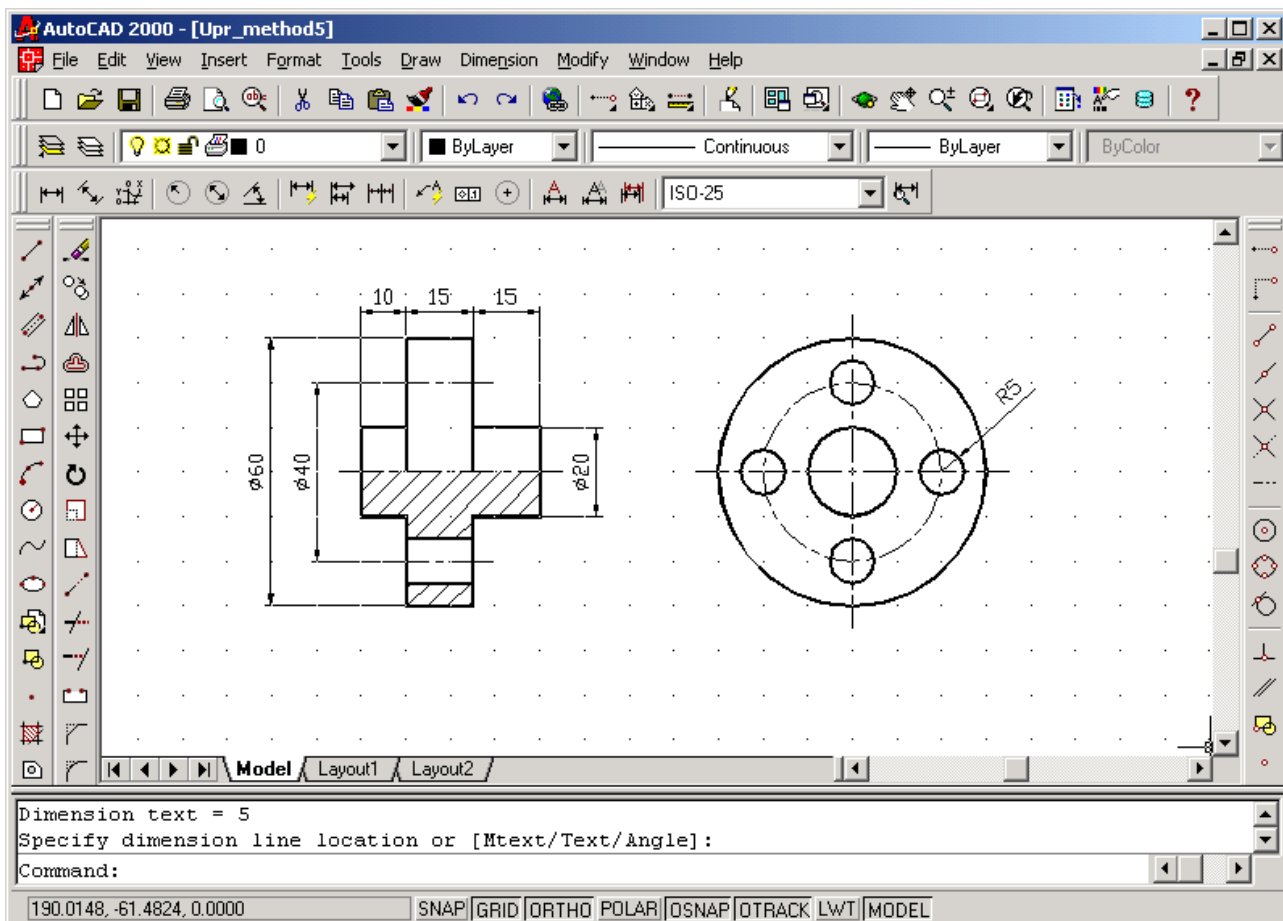 AutoCAD 2000 - [Upr_method5]
File Edit View Insert Format Tools Draw Dimension Modify Window Help
0 ByLayer Continuous ByLayer ByColor
ISO-25
10 15 15
R5
ø60 ø40 ø20
Model Layout1 Layout2
Dimension text = 5
Specify dimension line location or [Mtext/Text/Angle]:
Command:
190.0148, -61.4824, 0.0000 SNAP GRID ORTHO POLAR OSNAP OTRACK LWT MODEL